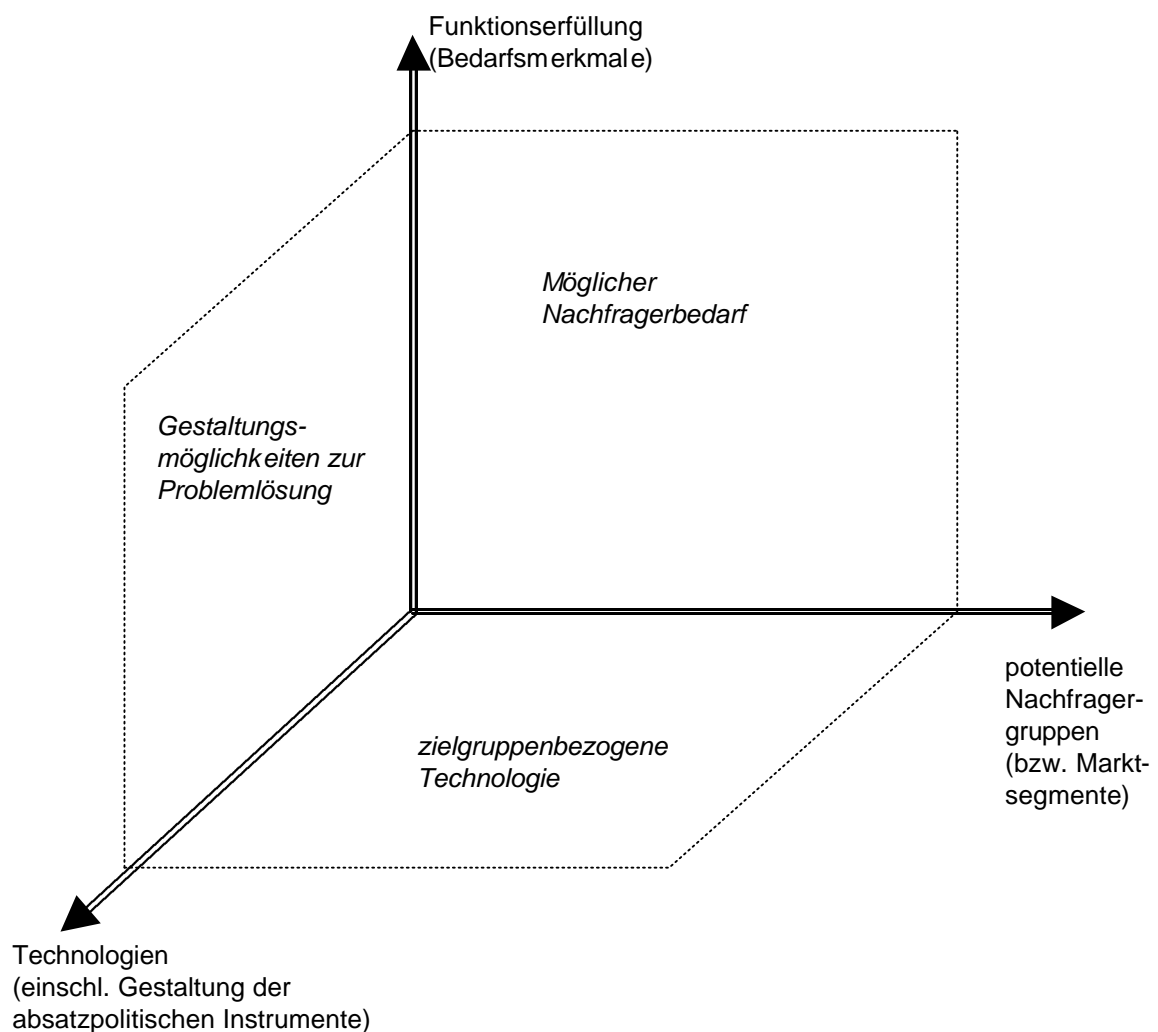 Funktionserfüllung
(Bedarfsmerkmale)
Möglicher
Nachfragerbedarf
Gestaltungs-
möglichkeiten zur
Problemlösung
potentielle
Nachfrager-
gruppen
(bzw. Markt-
segmente)
zielgruppenbezogene
Technologie
Technologien
(einschl. Gestaltung der
absatzpolitischen Instrumente)